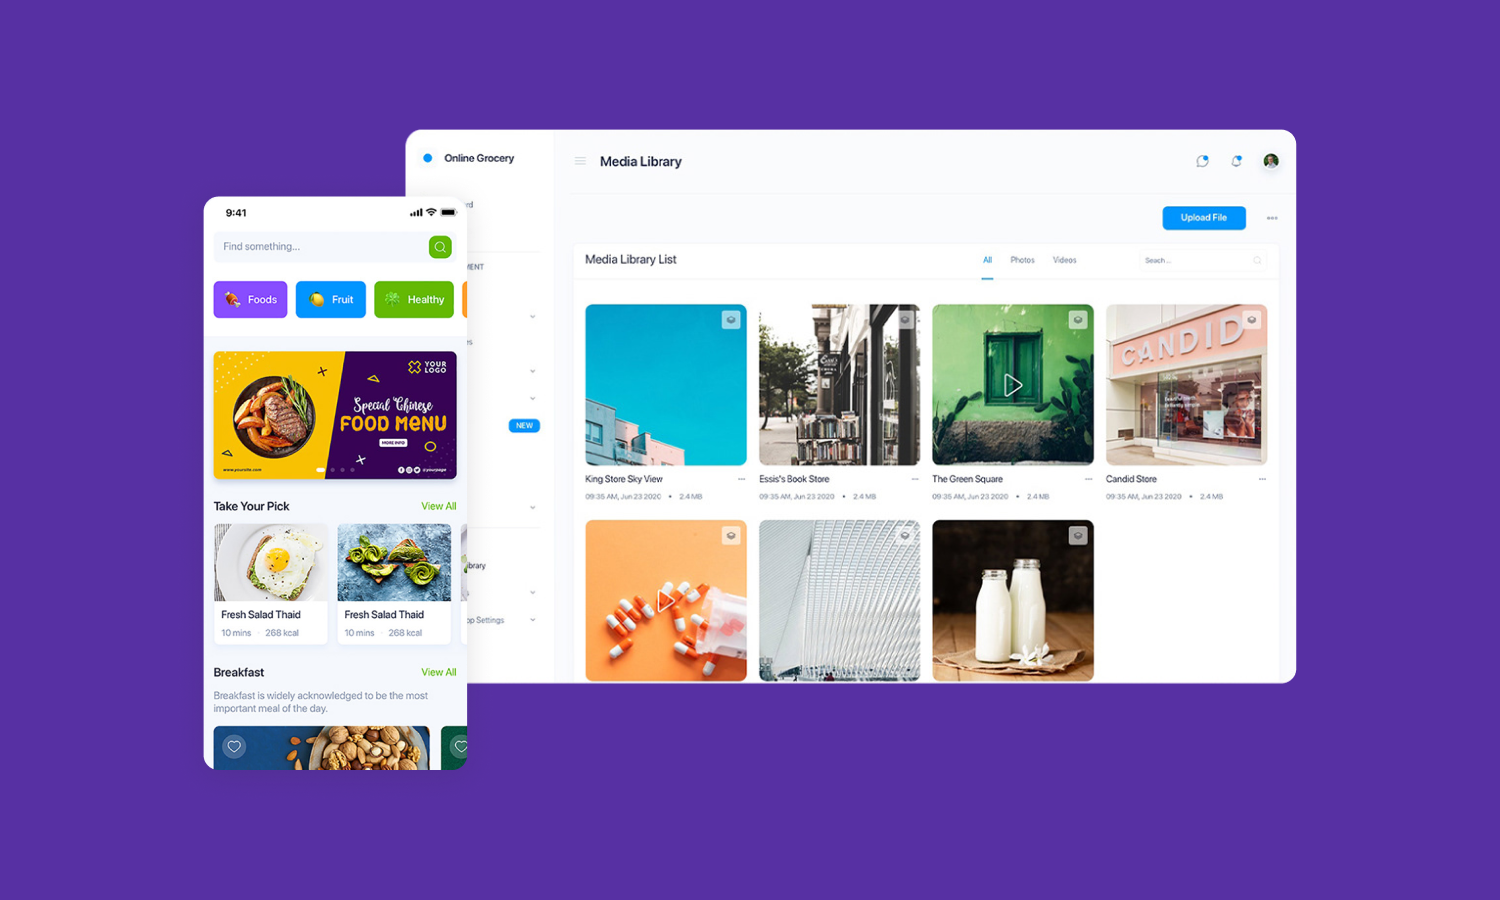 Online Grocery
Media Library
Upload File
Media Library List
All
Photos
Videos
Seach ...
MENT
NEW
Library
op Settings
King Store Sky View
09:35 AM, Jun 23 2020 • 2.4 MB
Essis's Book Store
09:35 AM, Jun 23 2020 • 2.4 MB
The Green Square
09:35 AM, Jun 23 2020 • 2.4 MB
CANDID
Candid Store
09:35 AM, Jun 23 2020 • 2.4 MB
9:41
Find something...
Foods
Fruit
Healthy
YOUR
LOGO
Special Chinese
FOOD MENU
MORE INFO
www.yoursite.com
@yourpage
Take Your Pick
View All
Fresh Salad Thaid
10 mins · 268 kcal
Fresh Salad Thaid
10 mins · 268 kcal
Breakfast
View All
Breakfast is widely acknowledged to be the most
important meal of the day.